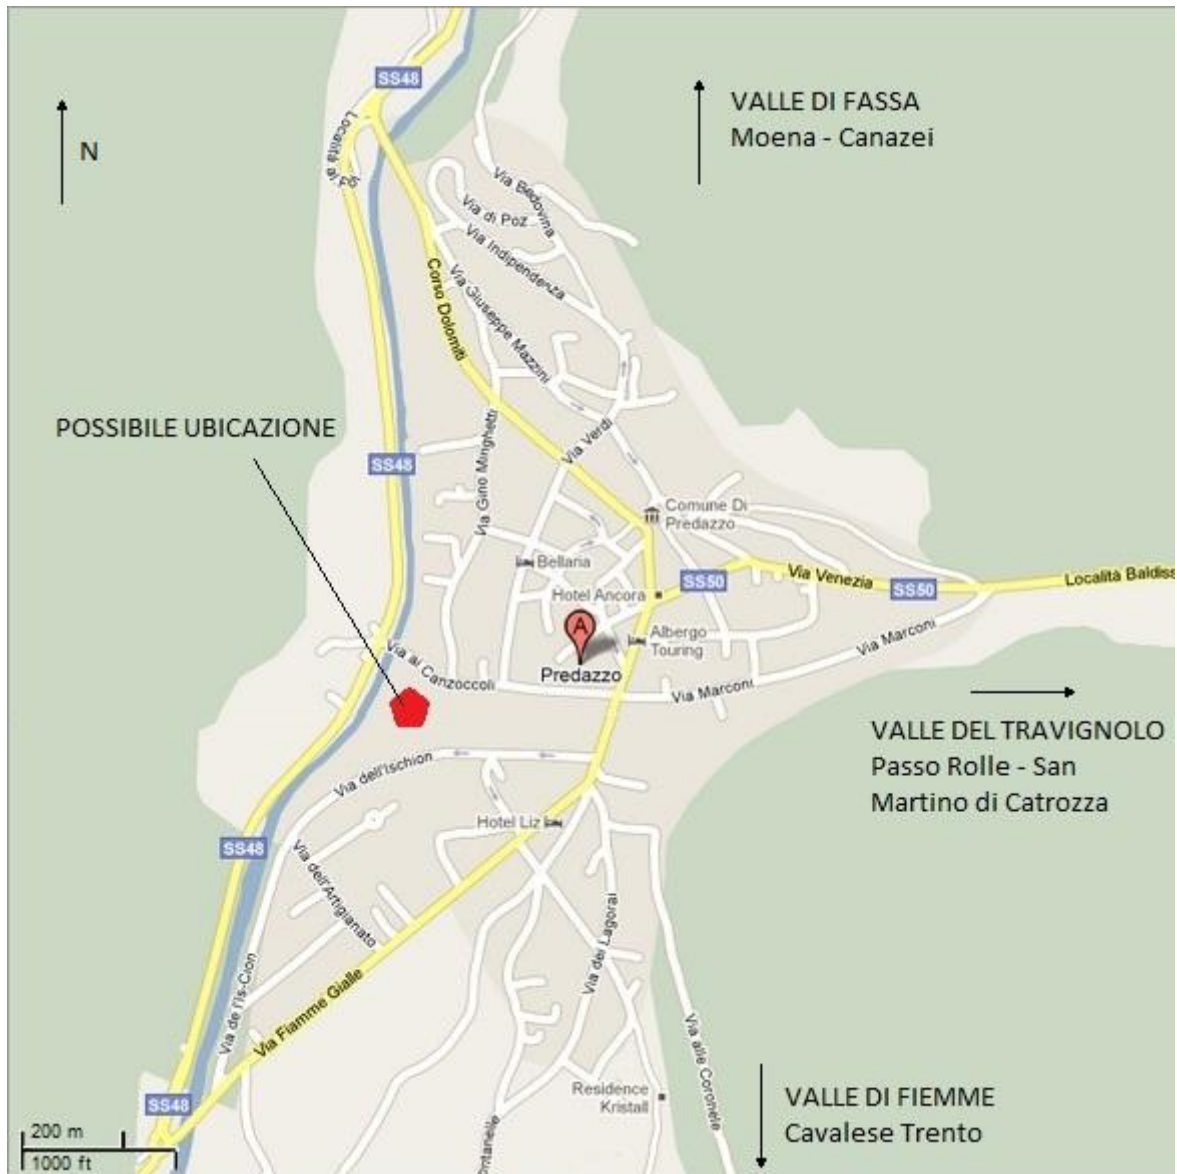 SS48
N
VALLE DI FASSA
Moena - Canazei
Via Bedovina
Via di Poz
Via Indipendenza
Via Giuseppe Mazzini
Corso Dolomiti
POSSIBILE UBICAZIONE
Via Verdi
Via Gino Minghetti
SS48
Comune Di
Predazzo
Bellaria
Hotel Ancora
SS50
Via Venezia
SS50
Località Baldiss
A
Albergo
Touring
Via Marconi
Via ai Canzoccoli
Predazzo
Via Marconi
VALLE DEL TRAVIGNOLO
Passo Rolle - San
Martino di Catrozza
Via dell'Ischion
Hotel Liz
SS48
Via dell'Artigianato
Via dei Lagorai
Via de l'Is-Cion
Via Fiamme Gialle
Via alle Coronele
Residence
Kristall
VALLE DI FIEMME
Cavalese Trento
SS48
ontanelle
200 m
1000 ft